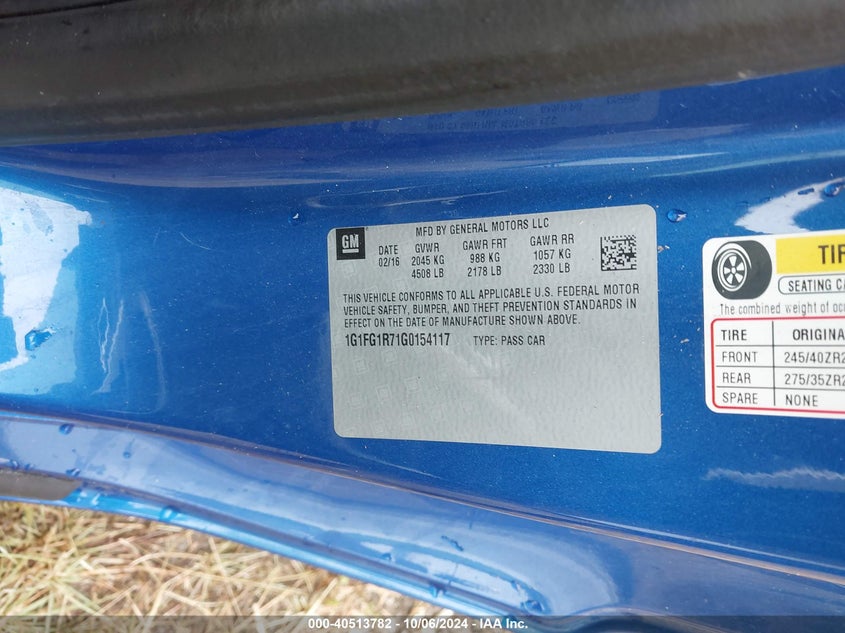 GM
MFD BY GENERAL MOTORS LLC
DATE GVWR GAWR FRT GAWR RR
02/16 2045 KG 988 KG 1057 KG
4508 LB 2178 LB 2330 LB
THIS VEHICLE CONFORMS TO ALL APPLICABLE U.S. FEDERAL MOTOR
VEHICLE SAFETY, BUMPER, AND THEFT PREVENTION STANDARDS IN
EFFECT ON THE DATE OF MANUFACTURE SHOWN ABOVE.
1G1FG1R71G0154117 TYPE: PASS CAR
TIR
SEATING CA
The combined weight of oc
TIRE ORIGINA
FRONT 245/40ZR2
REAR 275/35ZR2
SPARE NONE
000-40513782 - 10/06/2024 - IAA Inc.